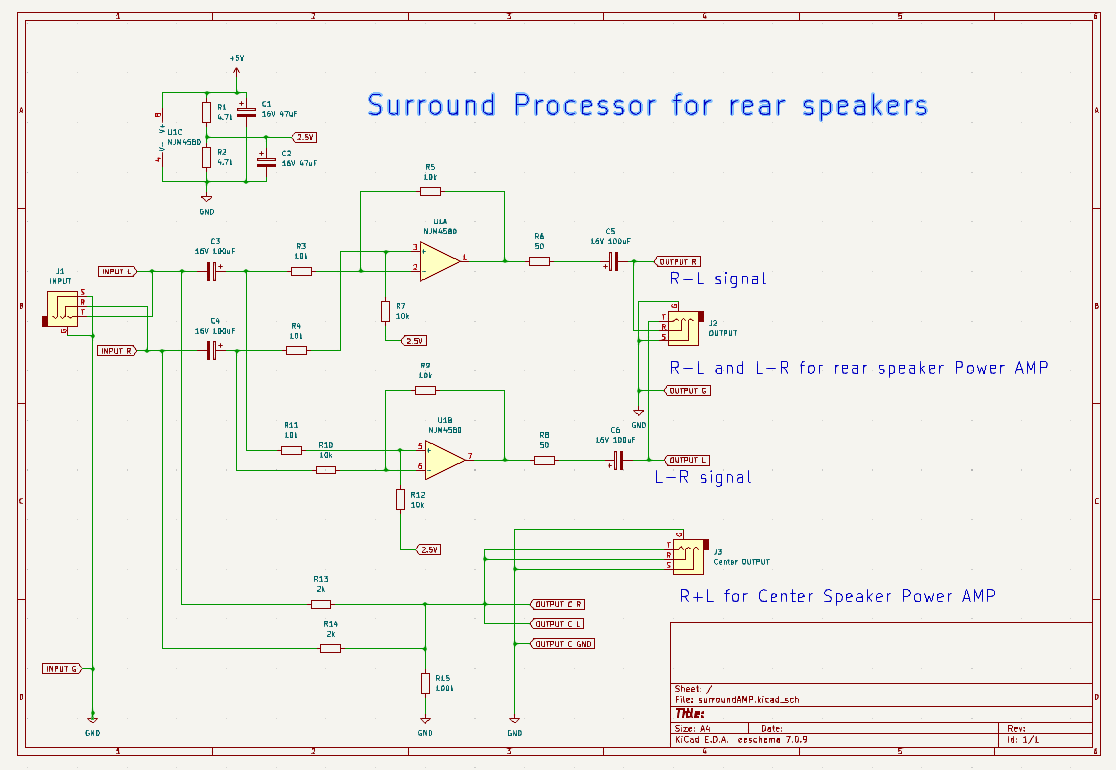 1 2 3 4 5 6
+5V
A A
Surround Processor for rear speakers
R1
4.7k
C1
16V 47uF
8
V+
U1C
NJM4580
V-
4
2.5V
R2
4.7k
C2
16V 47uF
GND
R5
10k
U1A
NJM4580
3
+
2
-
1
R6
50
C5
16V 100uF
OUTPUT R
R-L signal
C3
16V 100uF
R3
10k
INPUT L
J1
INPUT
S
R
T
G
B B
R7
10k
2.5V
G
T
R
S
J2
OUTPUT
C4
16V 100uF
R4
10k
INPUT R
R-L and L-R for rear speaker Power AMP
R9
10k
OUTPUT G
GND
U1B
NJM4580
5
+
6
-
7
R8
50
C6
16V 100uF
OUTPUT L
L-R signal
R11
10k
R10
10k
R12
10k
C C
2.5V
G
T
R
S
J3
Center OUTPUT
R+L for Center Speaker Power AMP
R13
2k
OUTPUT C R
R14
2k
OUTPUT C L
OUTPUT C GND
INPUT G
R15
100k
GND
GND
GND
D D
Sheet: /
File: surroundAMP.kicad_sch
Title:
Size: A4 Date: Rev:
KiCad E.D.A. eeschema 7.0.9 Id: 1/1
1 2 3 4 5 6